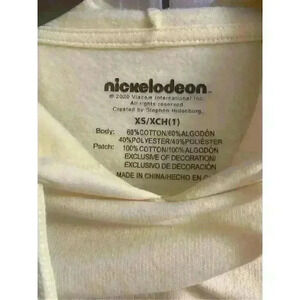 nickelodeon
© 2020 Viacom International Inc.
All rights reserved.
Created by Stephen Hillenburg.
XS/XCH(1)
Body: 60%COTTON/60%ALGODÓN
40%POLYESTER/40%POLIÉSTER
Patch: 100%COTTON/100%ALGODÓN
EXCLUSIVE OF DECORATION/
EXCLUSIVO DE DECORACIÓN
MADE IN CHINA/HECHO EN